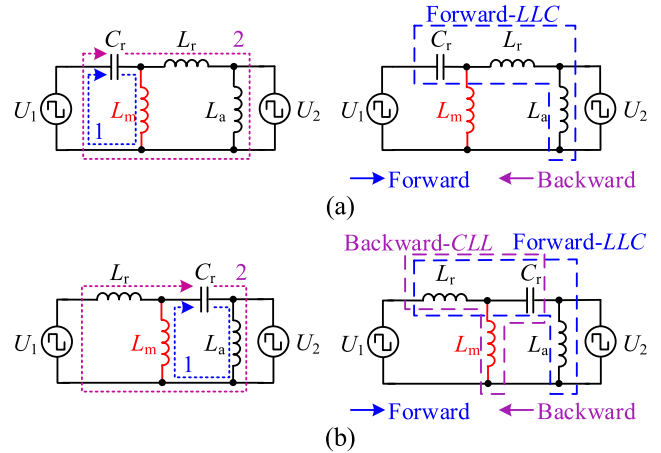 Forward-LLC
Cr 2 Lr
Cr Lr
U1 Lm La U2
1
U1 Lm La U2
Forward Backward
(a)
Backward-CLL Forward-LLC
Lr Cr 2
Lr Cr
U1 Lm La U2
1
U1 Lm La U2
Forward Backward
(b)